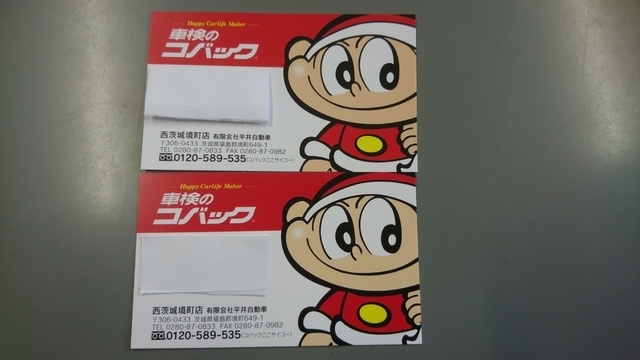 Happy Carlife Maker
車検の
コバック
西茨城境町店 有限会社平井自動車
〒306-0433 茨城県猿島郡境町649-1
TEL 0280-87-0833 FAX 0280-87-0982
0120-589-535(コバックここサイコー)
Happy Carlife Maker
車検の
コバック
西茨城境町店 有限会社平井自動車
〒306-0433 茨城県猿島郡境町649-1
TEL 0280-87-0833 FAX 0280-87-0982
0120-589-535(コバックここサイコー)